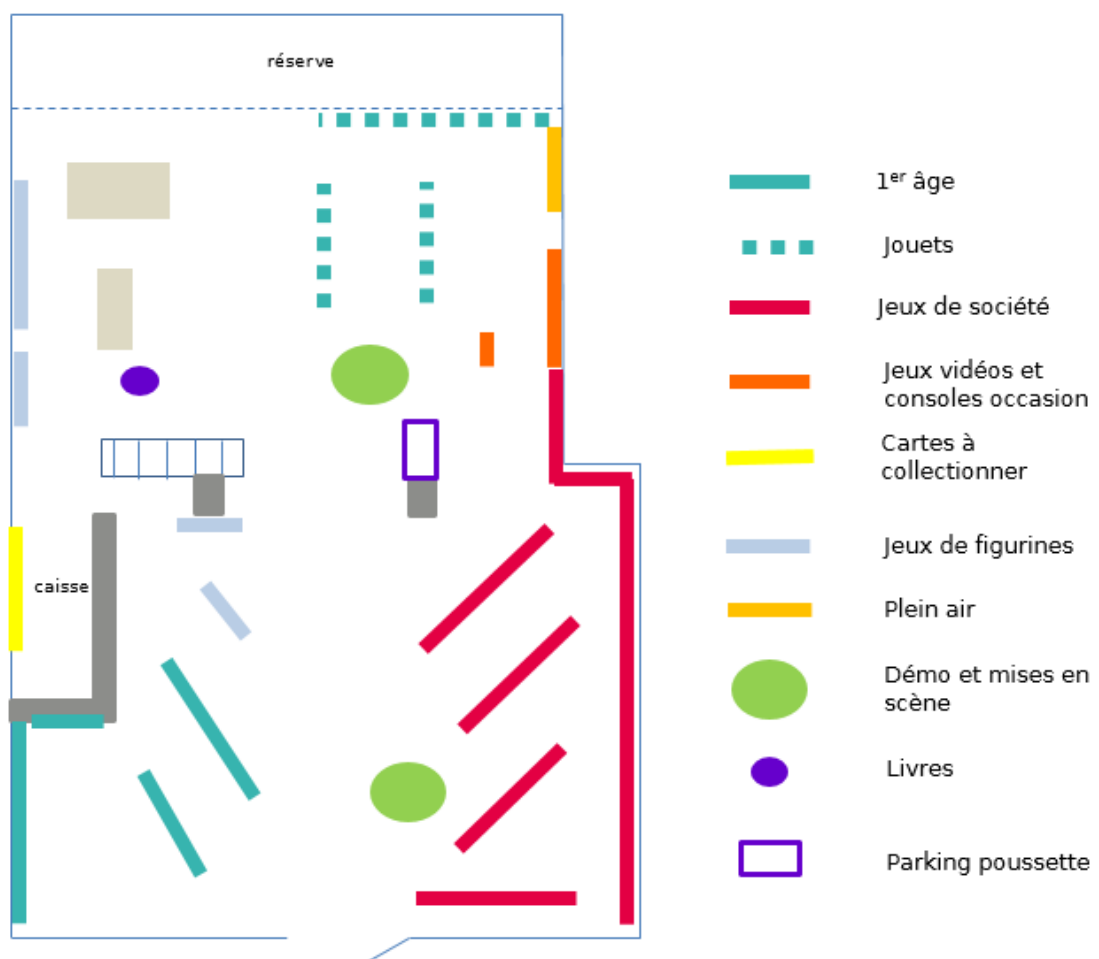 réserve
caisse
1er âge
Jouets
Jeux de société
Jeux vidéos et
consoles occasion
Cartes à
collectionner
Jeux de figurines
Plein air
Démo et mises en
scène
Livres
Parking poussette